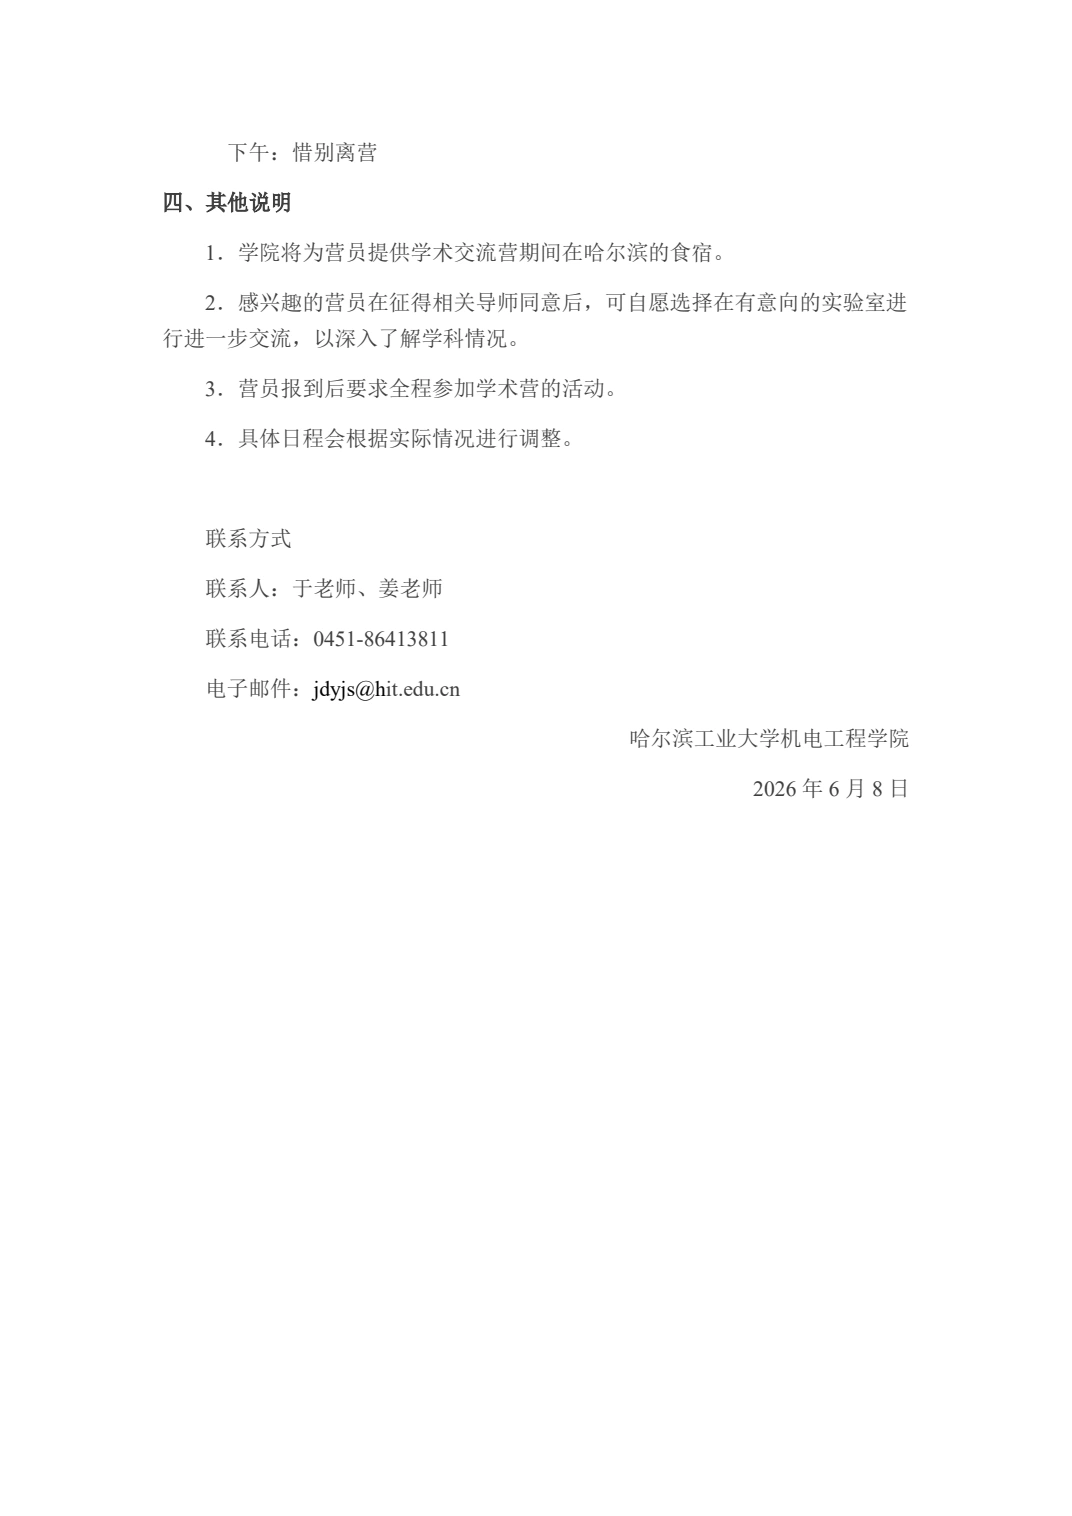 下午：惜别离营
四、其他说明
1．学院将为营员提供学术交流营期间在哈尔滨的食宿。
2．感兴趣的营员在征得相关导师同意后，可自愿选择在有意向的实验室进
行进一步交流，以深入了解学科情况。
3．营员报到后要求全程参加学术营的活动。
4．具体日程会根据实际情况进行调整。
联系方式
联系人：于老师、姜老师
联系电话：0451-86413811
电子邮件：jdyjs@hit.edu.cn
哈尔滨工业大学机电工程学院
2026 年 6 月 8 日